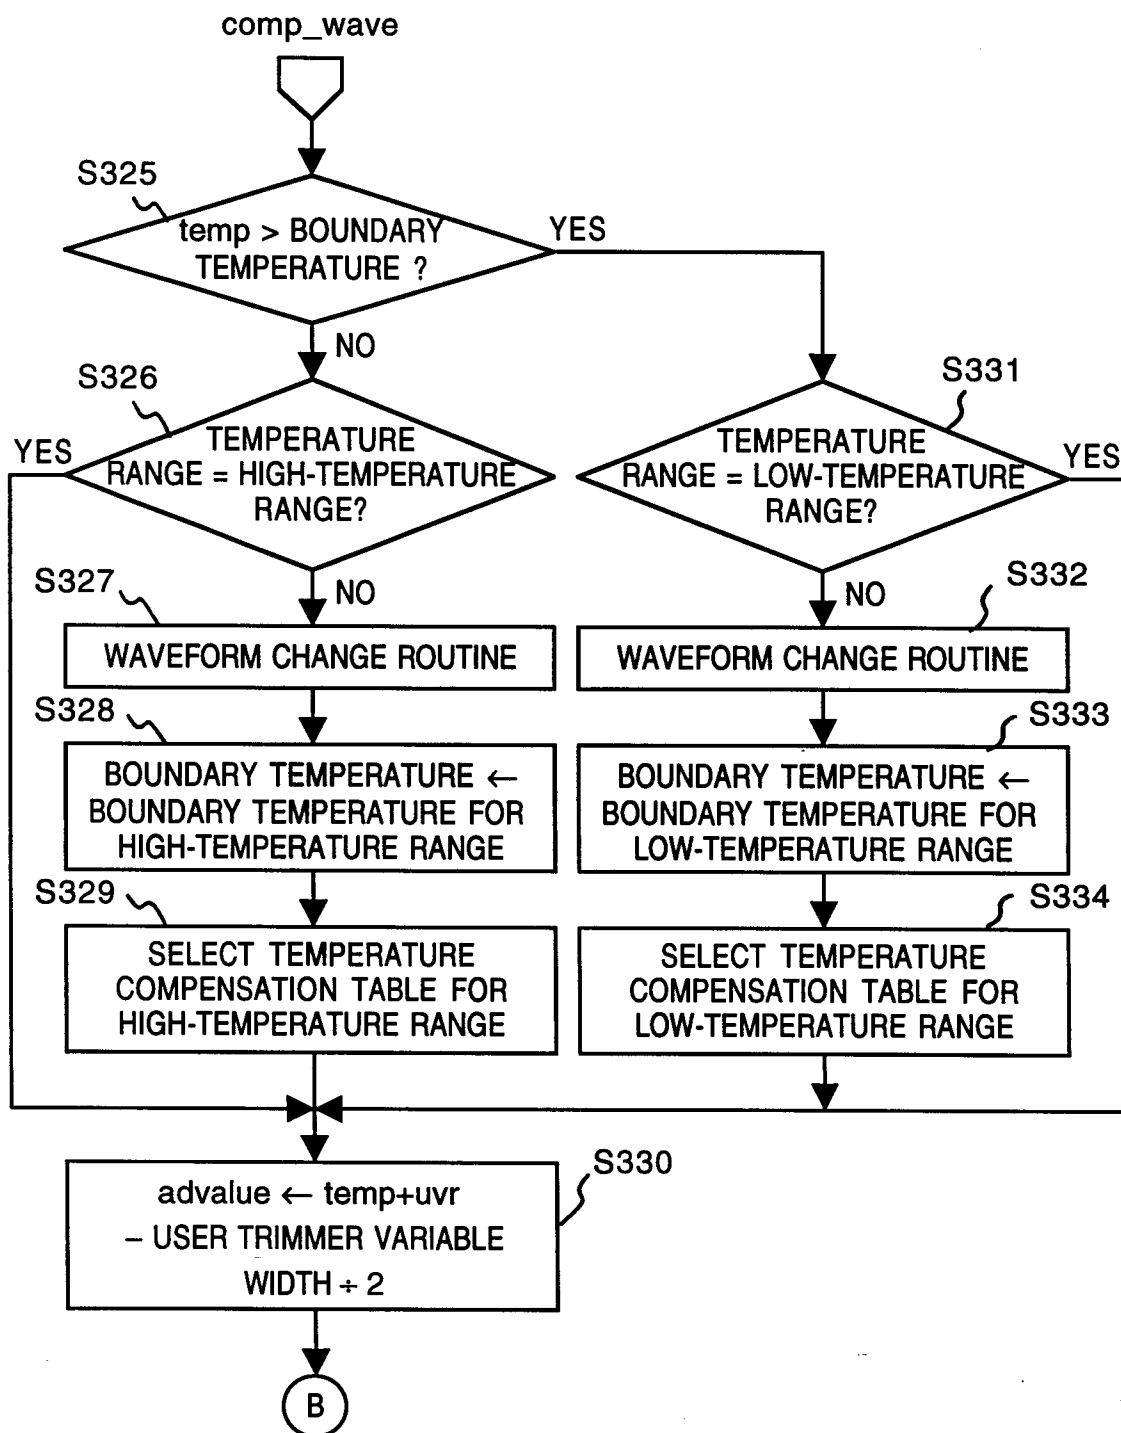 comp_wave
S325
temp > BOUNDARY
TEMPERATURE ?
YES
NO
S326
YES
TEMPERATURE
RANGE = HIGH-TEMPERATURE
RANGE?
NO
S331
TEMPERATURE
RANGE = LOW-TEMPERATURE
RANGE?
YES
NO
S327
WAVEFORM CHANGE ROUTINE
S332
WAVEFORM CHANGE ROUTINE
S328
BOUNDARY TEMPERATURE ←
BOUNDARY TEMPERATURE FOR
HIGH-TEMPERATURE RANGE
S333
BOUNDARY TEMPERATURE ←
BOUNDARY TEMPERATURE FOR
LOW-TEMPERATURE RANGE
S329
SELECT TEMPERATURE
COMPENSATION TABLE FOR
HIGH-TEMPERATURE RANGE
S334
SELECT TEMPERATURE
COMPENSATION TABLE FOR
LOW-TEMPERATURE RANGE
S330
advalue ← temp+uvr
– USER TRIMMER VARIABLE
WIDTH ÷ 2
B